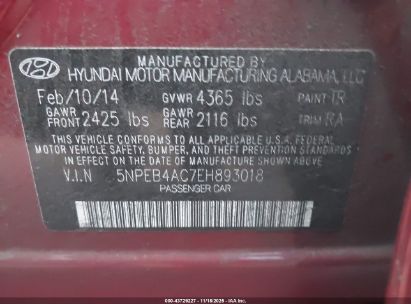 MANUFACTURED BY
HYUNDAI MOTOR MANUFACTURING ALABAMA, LLC
Feb/10/14 GVWR 4365 lbs PAINT TR
GAWR FRONT 2425 lbs GAWR REAR 2116 lbs TRIM RA
THIS VEHICLE CONFORMS TO ALL APPLICABLE U.S.A. FEDERAL
MOTOR VEHICLE SAFETY, BUMPER, AND THEFT PREVENTION STANDARDS
IN EFFECT ON THE DATE OF MANUFACTURE SHOWN ABOVE.
V.I.N 5NPEB4AC7EH893018
PASSENGER CAR